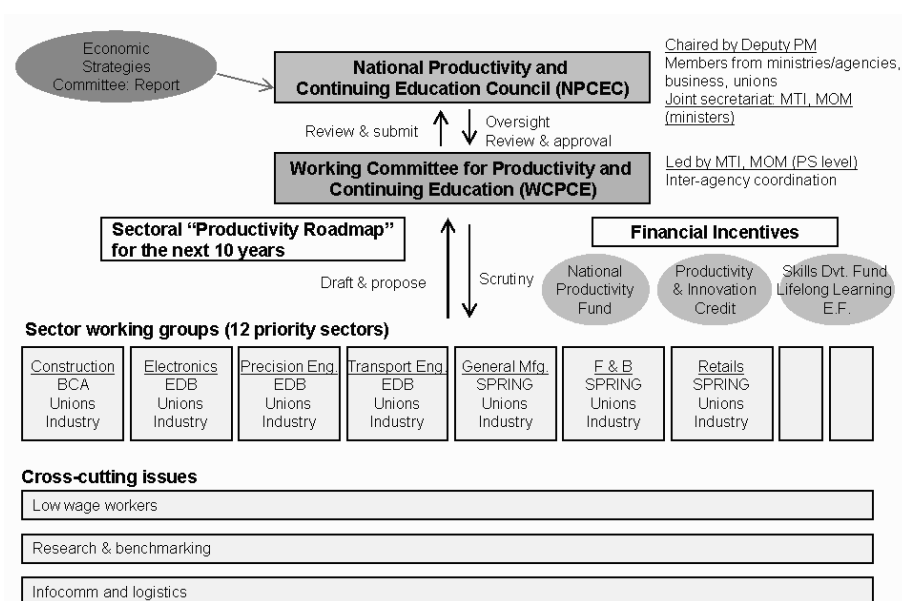 Economic
Strategies
Committee: Report
National Productivity and
Continuing Education Council (NPCEC)
Chaired by Deputy PM
Members from ministries/agencies,
business, unions
Joint secretariat: MTI, MOM
(ministers)
Review & submit
Oversight
Review & approval
Working Committee for Productivity and
Continuing Education (WCPCE)
Led by MTI, MOM (PS level)
Inter-agency coordination
Sectoral “Productivity Roadmap”
for the next 10 years
Financial Incentives
Draft & propose
Scrutiny
National
Productivity
Fund
Productivity
& Innovation
Credit
Skills Dvt. Fund
Lifelong Learning
E.F.
Sector working groups (12 priority sectors)
Construction
BCA
Unions
Industry
Electronics
EDB
Unions
Industry
Precision Eng.
EDB
Unions
Industry
Transport Eng.
EDB
Unions
Industry
General Mfg.
SPRING
Unions
Industry
F & B
SPRING
Unions
Industry
Retails
SPRING
Unions
Industry
Cross-cutting issues
Low wage workers
Research & benchmarking
Infocomm and logistics